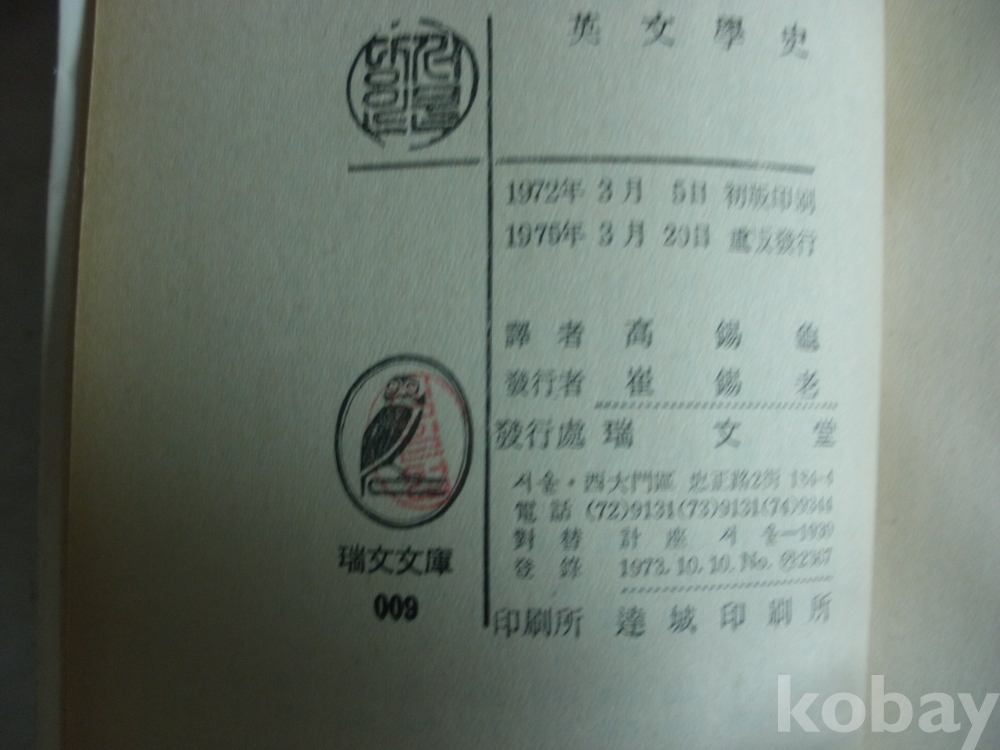 英文學史
1972年 3月 5日 初版印刷
1975年 3月 20日 重版發行
譯者 高錫龜
發行者 崔錫老
發行處 瑞文堂
서울·西大門區 忠正路2街 184-4
電話 (72)9131(73)9131(74)9344
對替計座 서울—1930
登錄 1973.10.10.No. 2367
印刷所 達城印刷所
瑞文文庫
009
kobay